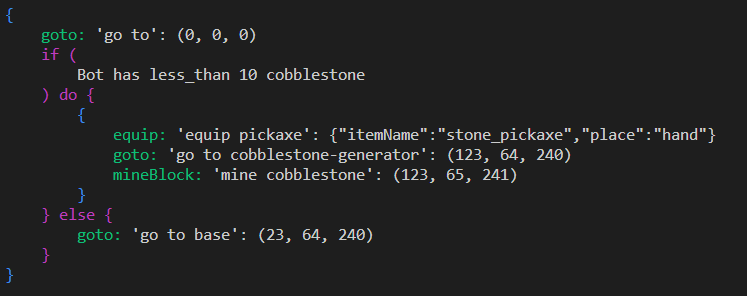 {
    goto: 'go to': (0, 0, 0)
    if (
        Bot has less_than 10 cobblestone
    ) do {
        {
            equip: 'equip pickaxe': {"itemName":"stone_pickaxe","place":"hand"}
            goto: 'go to cobblestone-generator': (123, 64, 240)
            mineBlock: 'mine cobblestone': (123, 65, 241)
        }
    } else {
        goto: 'go to base': (23, 64, 240)
    }
}